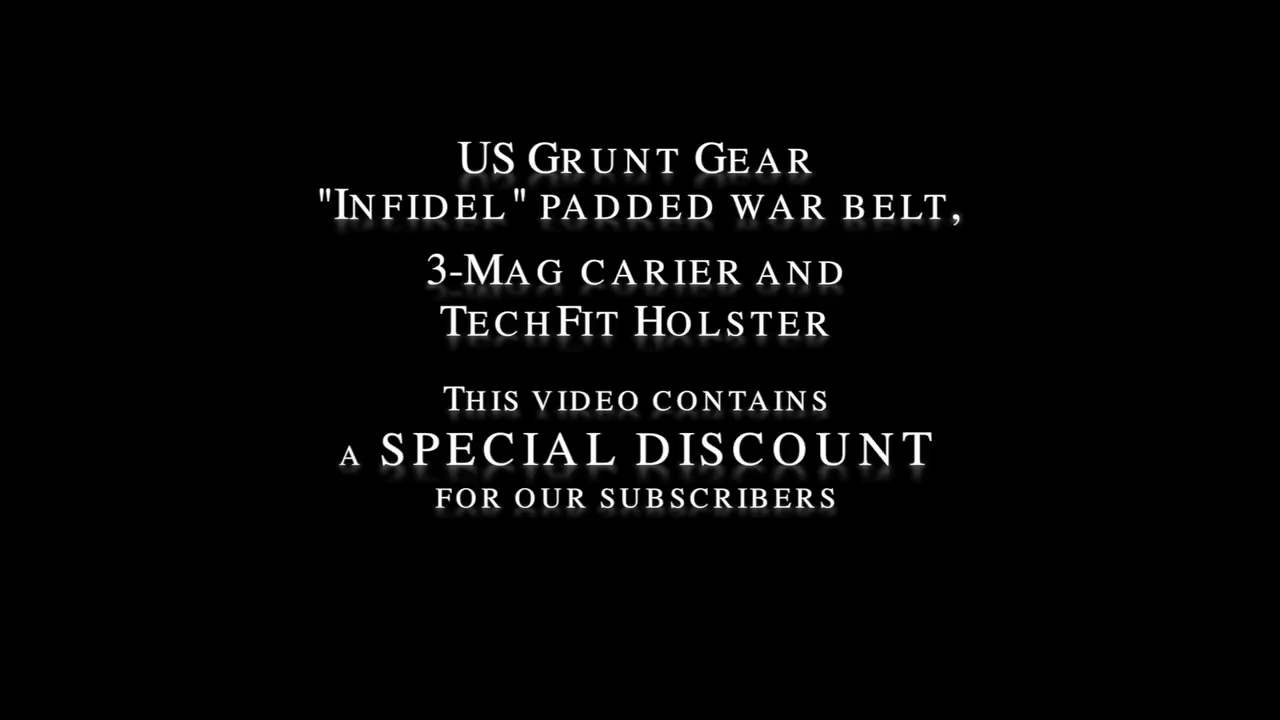 US GRUNT GEAR
"INFIDEL" PADDED WAR BELT,
3-MAG CARIER AND
TECHFIT HOLSTER
THIS VIDEO CONTAINS
A SPECIAL DISCOUNT
FOR OUR SUBSCRIBERS